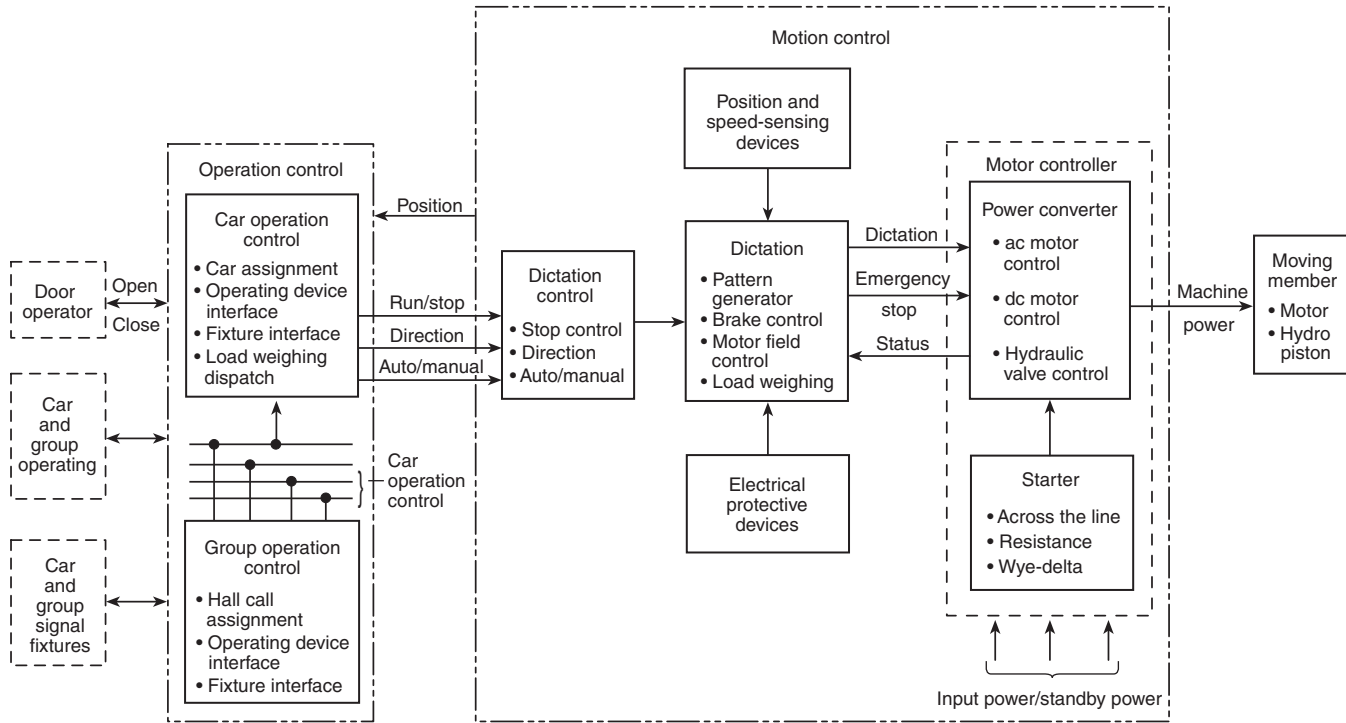 Motion control
Operation control
Car operation
control
• Car assignment
• Operating device
interface
• Fixture interface
• Load weighing
dispatch
Door
operator
Open
Close
Car
and
group
operating
Car
and
group
signal
fixtures
Car
operation
control
Group operation
control
• Hall call
assignment
• Operating device
interface
• Fixture interface
Position
Run/stop
Direction
Auto/manual
Dictation
control
• Stop control
• Direction
• Auto/manual
Position and
speed-sensing
devices
Dictation
• Pattern
generator
• Brake control
• Motor field
control
• Load weighing
Electrical
protective
devices
Dictation
Emergency
stop
Status
Motor controller
Power converter
• ac motor
control
• dc motor
control
• Hydraulic
valve control
Starter
• Across the line
• Resistance
• Wye-delta
Input power/standby power
Machine
power
Moving
member
• Motor
• Hydro
piston